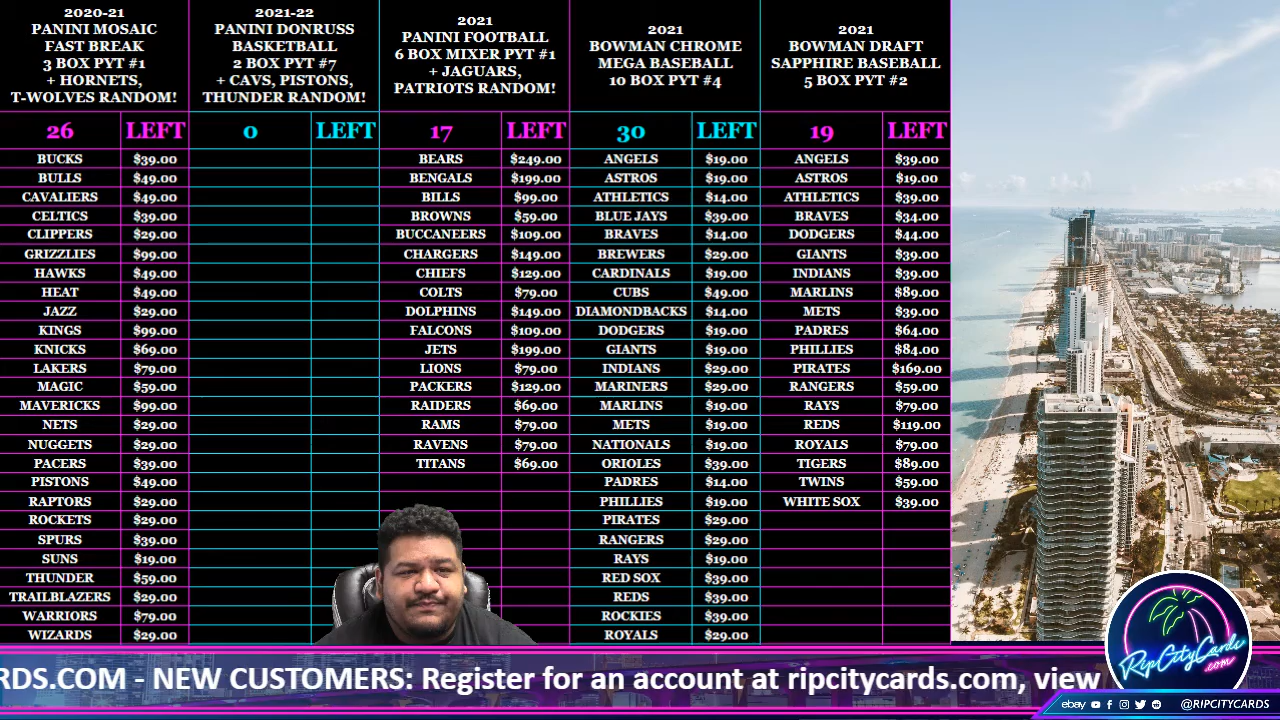 2020-21
PANINI MOSAIC
FAST BREAK
3 BOX PYT #1
+ HORNETS,
T-WOLVES RANDOM!
26 LEFT
BUCKS $39.00
BULLS $49.00
CAVALIERS $49.00
CELTICS $39.00
CLIPPERS $29.00
GRIZZLIES $99.00
HAWKS $49.00
HEAT $49.00
JAZZ $29.00
KINGS $99.00
KNICKS $69.00
LAKERS $79.00
MAGIC $59.00
MAVERICKS $99.00
NETS $29.00
NUGGETS $29.00
PACERS $39.00
PISTONS $49.00
RAPTORS $29.00
ROCKETS $29.00
SPURS $39.00
SUNS $19.00
THUNDER $59.00
TRAILBLAZERS $29.00
WARRIORS $79.00
WIZARDS $29.00
2021-22
PANINI DONRUSS
BASKETBALL
2 BOX PYT #7
+ CAVS, PISTONS,
THUNDER RANDOM!
0 LEFT
2021
PANINI FOOTBALL
6 BOX MIXER PYT #1
+ JAGUARS,
PATRIOTS RANDOM!
17 LEFT
BEARS $249.00
BENGALS $199.00
BILLS $99.00
BROWNS $59.00
BUCCANEERS $109.00
CHARGERS $149.00
CHIEFS $129.00
COLTS $79.00
DOLPHINS $149.00
FALCONS $109.00
JETS $199.00
LIONS $79.00
PACKERS $129.00
RAIDERS $69.00
RAMS $79.00
RAVENS $79.00
TITANS $69.00
2021
BOWMAN CHROME
MEGA BASEBALL
10 BOX PYT #4
30 LEFT
ANGELS $19.00
ASTROS $19.00
ATHLETICS $14.00
BLUE JAYS $39.00
BRAVES $14.00
BREWERS $29.00
CARDINALS $19.00
CUBS $49.00
DIAMONDBACKS $14.00
DODGERS $19.00
GIANTS $19.00
INDIANS $29.00
MARINERS $29.00
MARLINS $19.00
METS $19.00
NATIONALS $19.00
ORIOLES $39.00
PADRES $14.00
PHILLIES $19.00
PIRATES $29.00
RANGERS $29.00
RAYS $19.00
RED SOX $39.00
REDS $39.00
ROCKIES $39.00
ROYALS $29.00
2021
BOWMAN DRAFT
SAPPHIRE BASEBALL
5 BOX PYT #2
19 LEFT
ANGELS $39.00
ASTROS $19.00
ATHLETICS $39.00
BRAVES $34.00
DODGERS $44.00
GIANTS $39.00
INDIANS $39.00
MARLINS $89.00
METS $39.00
PADRES $64.00
PHILLIES $84.00
PIRATES $169.00
RANGERS $59.00
RAYS $79.00
REDS $119.00
ROYALS $79.00
TIGERS $89.00
TWINS $59.00
WHITE SOX $39.00
RDS.COM - NEW CUSTOMERS: Register for an account at ripcitycards.com, view
RipCityCards
.com
ebay @RIPCITYCARDS